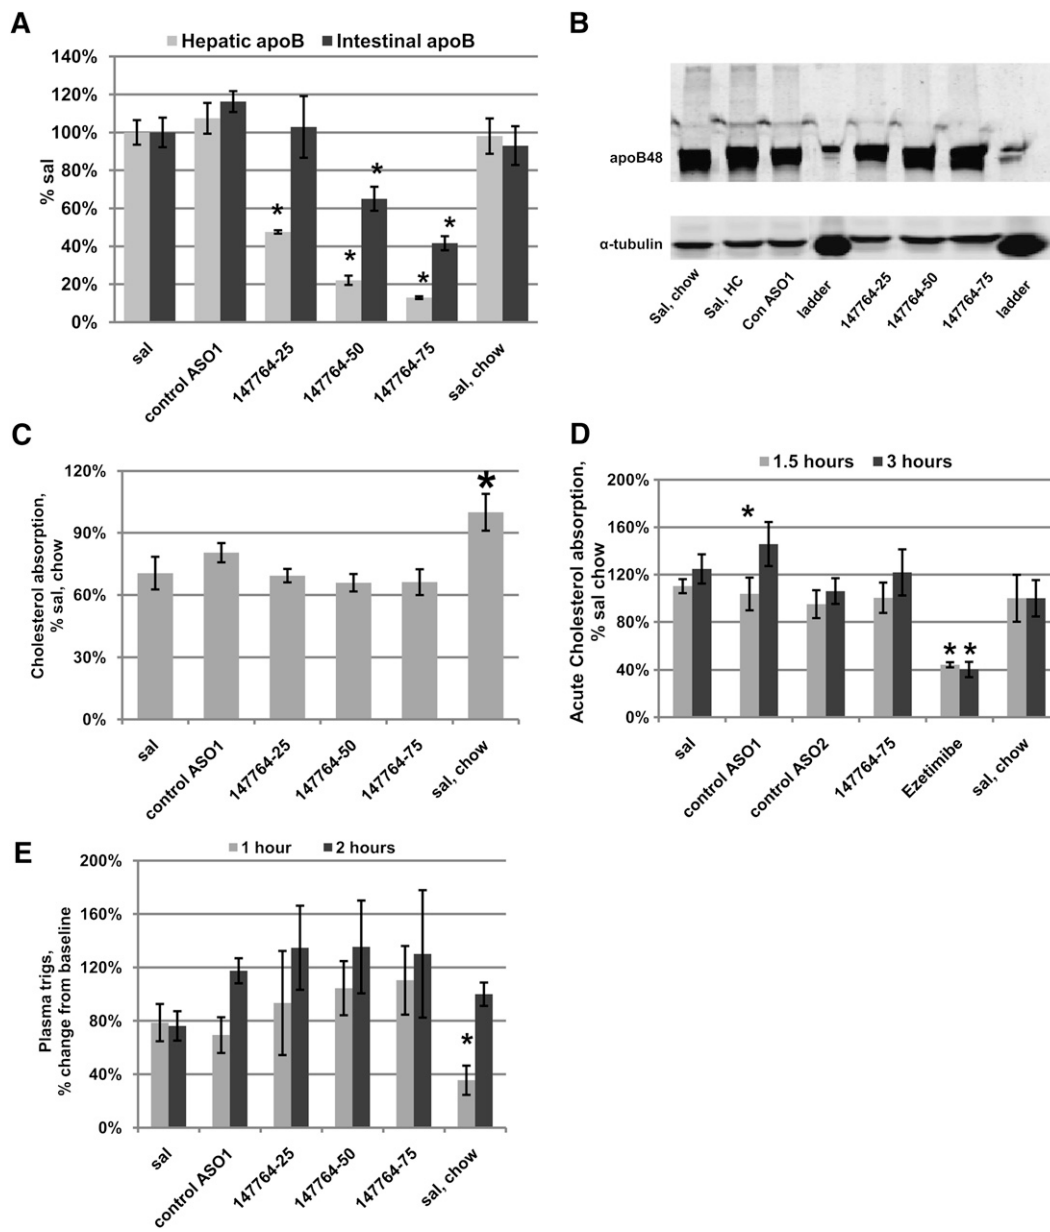 A
Hepatic apoB Intestinal apoB
140%
120%
100%
80%
60%
40%
20%
0%
% sal
* * * * *
sal
control ASO1
147764-25
147764-50
147764-75
sal, chow
B
apoB48
α-tubulin
Sal, chow
Sal, HC
Con ASO1
ladder
147764-25
147764-50
147764-75
ladder
C
120%
90%
60%
30%
0%
Cholesterol absorption,
% sal, chow
*
sal
control ASO1
147764-25
147764-50
147764-75
sal, chow
D
1.5 hours 3 hours
200%
160%
120%
80%
40%
0%
Acute Cholesterol absorption,
% sal chow
* * *
sal
control ASO1
control ASO2
147764-75
Ezetimibe
sal, chow
E
1 hour 2 hours
200%
160%
120%
80%
40%
0%
Plasma trigs,
% change from baseline
*
sal
control ASO1
147764-25
147764-50
147764-75
sal, chow